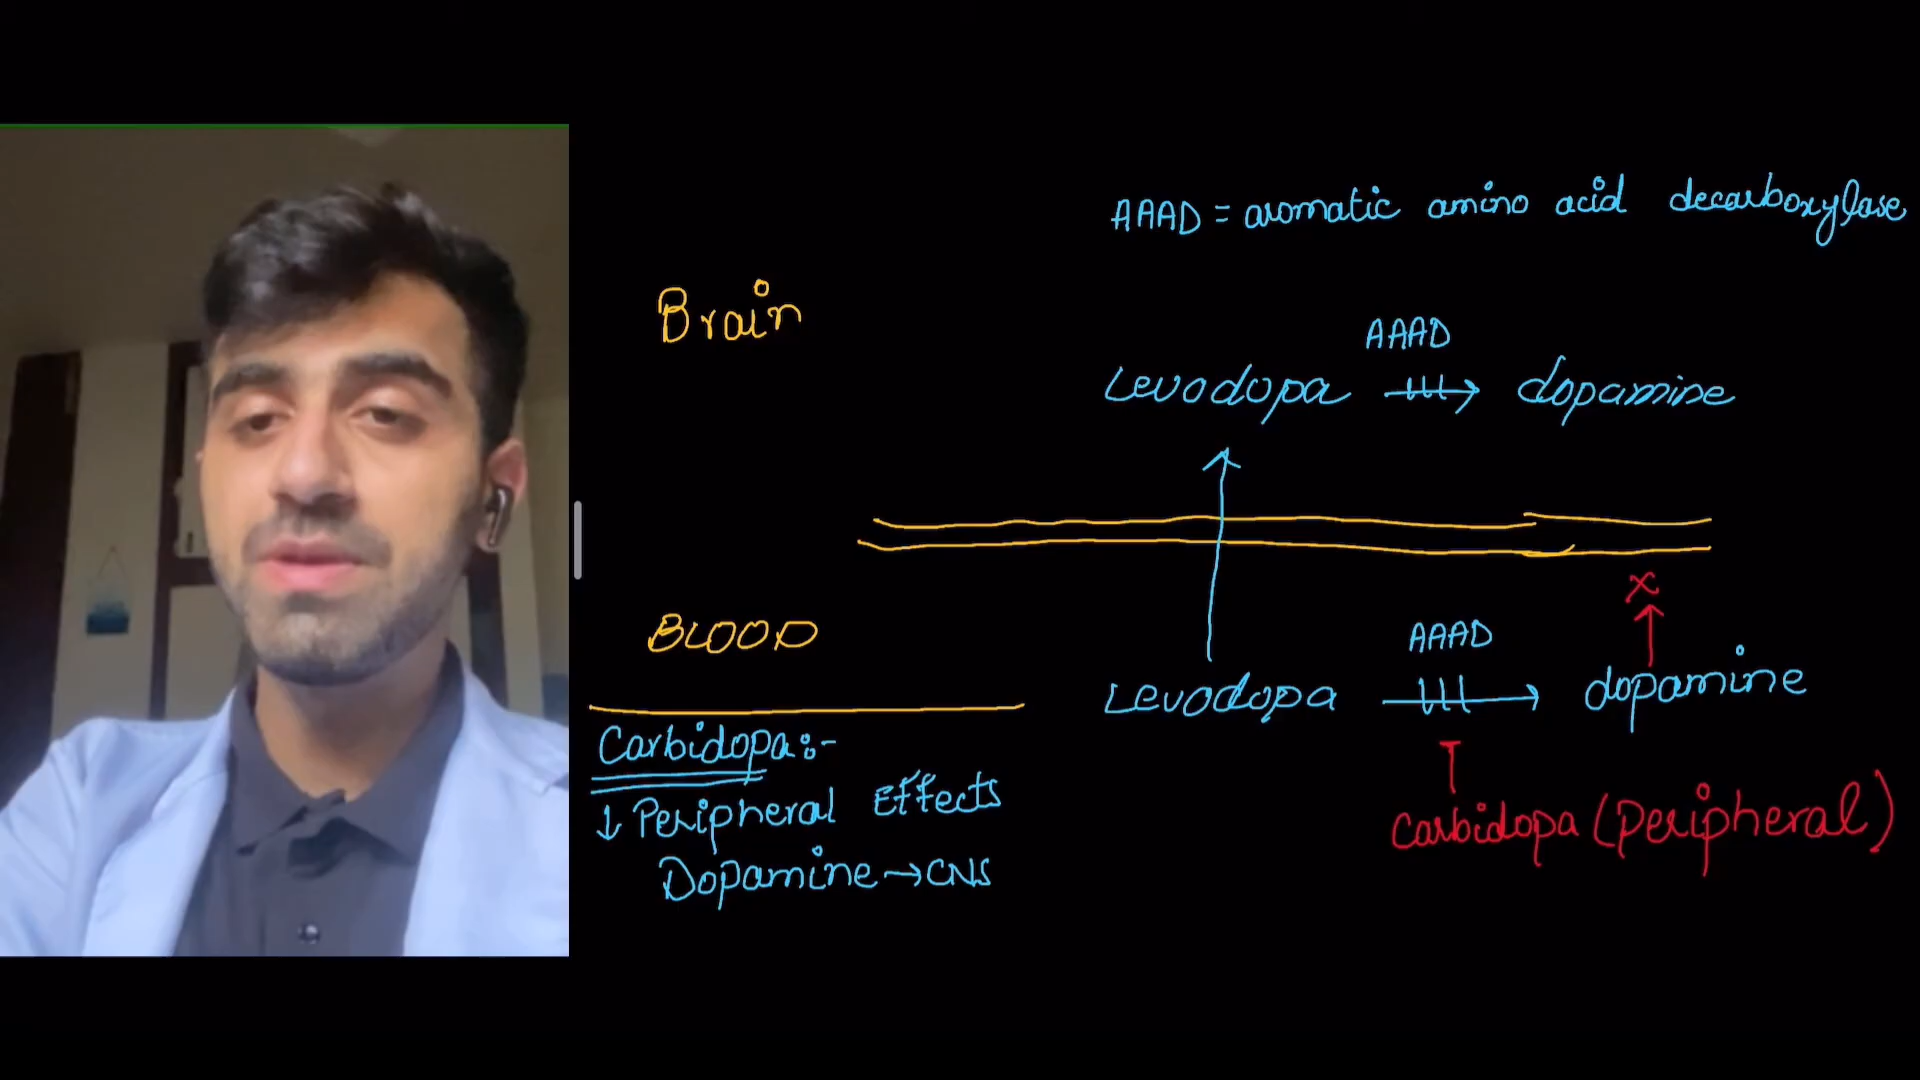 AAAD = aromatic amino acid decarboxylase
Brain
AAAD
Levodopa → dopamine
x
BLOOD
AAAD
Levodopa → dopamine
Carbidopa:-
↓ Peripheral Effects
Dopamine → CNS
Carbidopa (Peripheral)